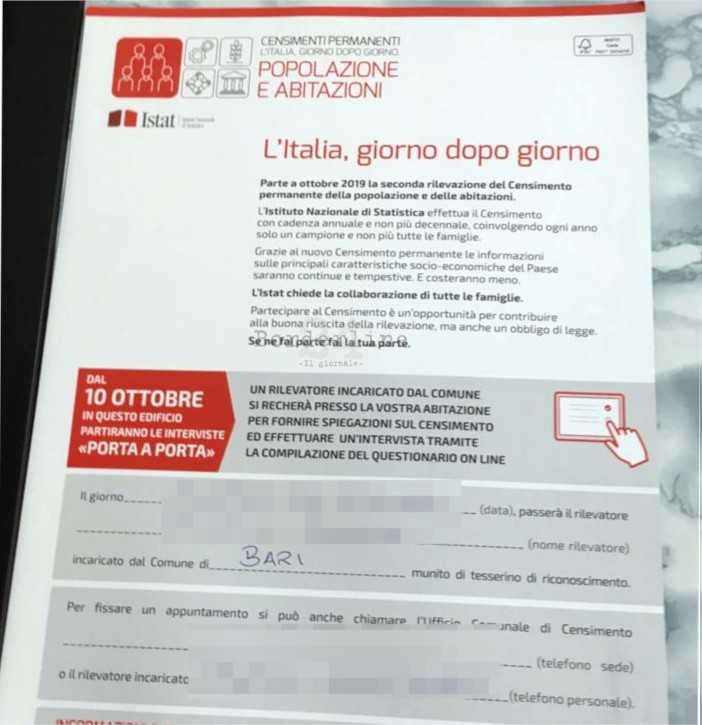 CENSIMENTI PERMANENTI
L'ITALIA, GIORNO DOPO GIORNO.
POPOLAZIONE
E ABITAZIONI
Istat
L'Italia, giorno dopo giorno
Parte a ottobre 2019 la seconda rilevazione del Censimento
permanente della popolazione e delle abitazioni.
L'Istituto Nazionale di Statistica effettua il Censimento
con cadenza annuale e non più decennale, coinvolgendo ogni anno
solo un campione e non più tutte le famiglie.
Grazie al nuovo Censimento permanente le informazioni
sulle principali caratteristiche socio-economiche del Paese
saranno continue e tempestive. E costeranno meno.
L'Istat chiede la collaborazione di tutte le famiglie.
Partecipare al Censimento è un'opportunità per contribuire
alla buona riuscita della rilevazione, ma anche un obbligo di legge.
Se ne fai parte fai la tua parte.
Borderline
-Il giornale-
DAL
10 OTTOBRE
IN QUESTO EDIFICIO
PARTIRANNO LE INTERVISTE
«PORTA A PORTA»
UN RILEVATORE INCARICATO DAL COMUNE
SI RECHERÀ PRESSO LA VOSTRA ABITAZIONE
PER FORNIRE SPIEGAZIONI SUL CENSIMENTO
ED EFFETTUARE UN'INTERVISTA TRAMITE
LA COMPILAZIONE DEL QUESTIONARIO ON LINE
Il giorno (data), passerà il rilevatore
(nome rilevatore)
incaricato dal Comune di BARI munito di tesserino di riconoscimento.
Per fissare un appuntamento si può anche chiamare l'Ufficio Comunale di Censimento
(telefono sede)
o il rilevatore incaricato (telefono personale).